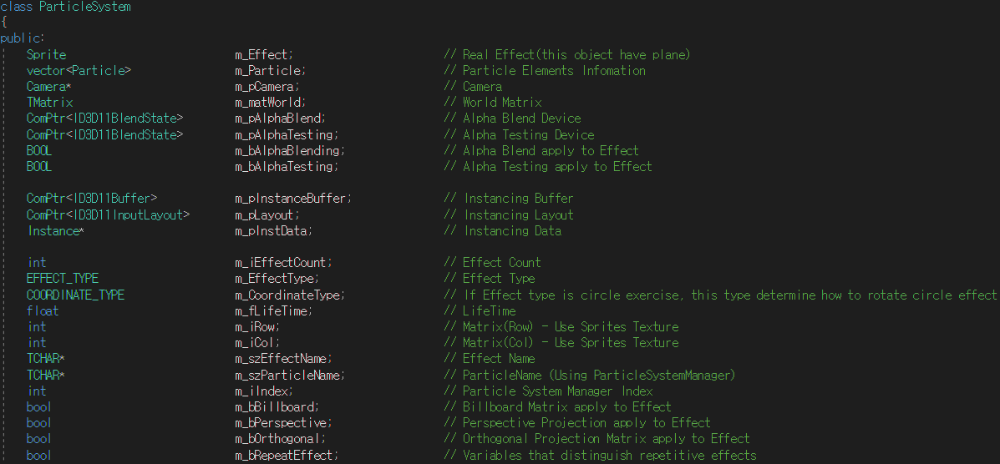 class ParticleSystem
{
public:
Sprite m_Effect; // Real Effect(this object have plane)
vector<Particle> m_Particle; // Particle Elements Infomation
Camera* m_pCamera; // Camera
TMatrix m_matWorld; // World Matrix
ComPtr<ID3D11BlendState> m_pAlphaBlend; // Alpha Blend Device
ComPtr<ID3D11BlendState> m_pAlphaTesting; // Alpha Testing Device
BOOL m_bAlphaBlending; // Alpha Blend apply to Effect
BOOL m_bAlphaTesting; // Alpha Testing apply to Effect
ComPtr<ID3D11Buffer> m_pInstanceBuffer; // Instancing Buffer
ComPtr<ID3D11InputLayout> m_pLayout; // Instancing Layout
Instance* m_pInstData; // Instancing Data
int m_iEffectCount; // Effect Count
EFFECT_TYPE m_EffectType; // Effect Type
COORDINATE_TYPE m_CoordinateType; // If Effect type is circle exercise, this type determine how to rotate circle effect
float m_fLifeTime; // LifeTime
int m_iRow; // Matrix(Row) - Use Sprites Texture
int m_iCol; // Matrix(Col) - Use Sprites Texture
TCHAR* m_szEffectName; // Effect Name
TCHAR* m_szParticleName; // ParticleName (Using ParticleSystemManager)
int m_iIndex; // Particle System Manager Index
bool m_bBillboard; // Billboard Matrix apply to Effect
bool m_bPerspective; // Perspective Projection apply to Effect
bool m_bOrthogonal; // Orthogonal Projection Matrix apply to Effect
bool m_bRepeatEffect; // Variables that distinguish repetitive effects